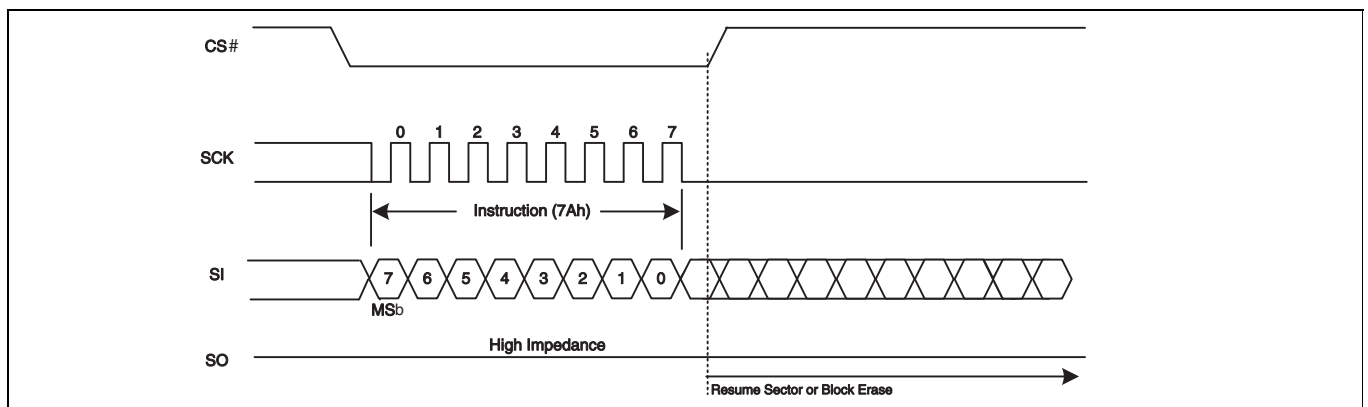 CS#
SCK
0 1 2 3 4 5 6 7
Instruction (7Ah)
SI
7 6 5 4 3 2 1 0
MSb
SO
High Impedance
Resume Sector or Block Erase